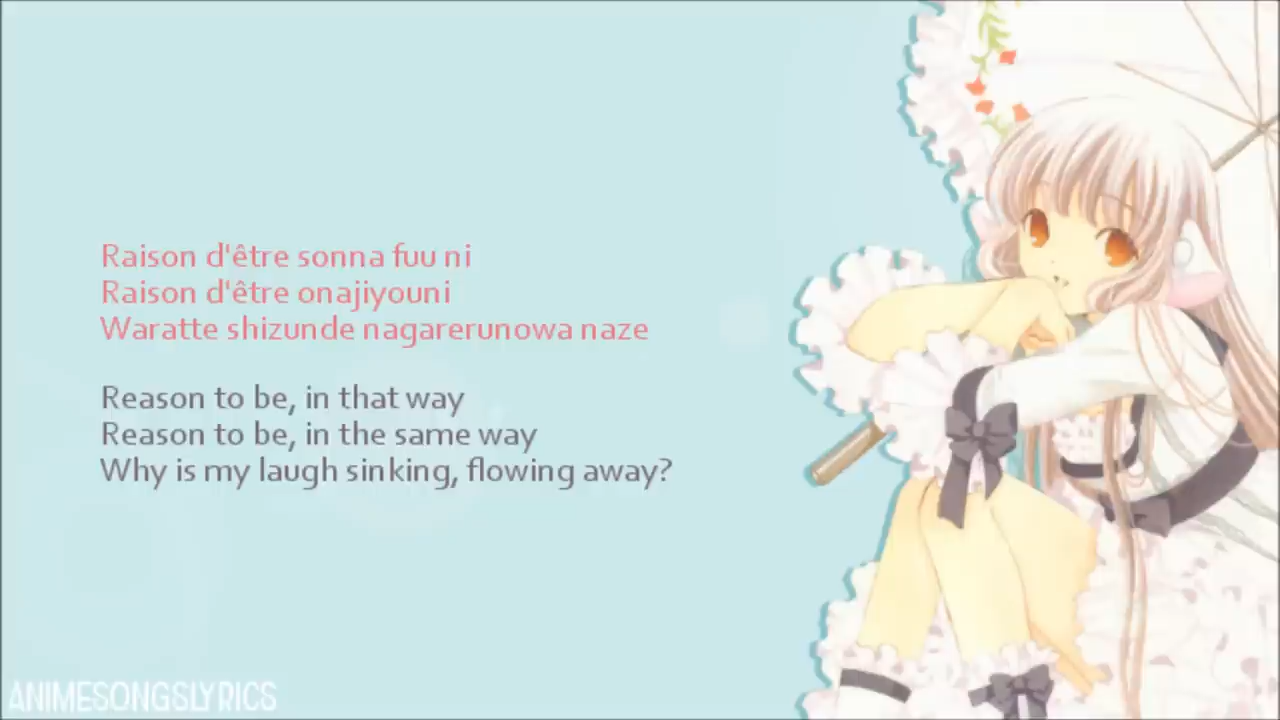 Raison d'être sonna fuu ni
Raison d'être onajiyouni
Waratte shizunde nagarerunowa naze
Reason to be, in that way
Reason to be, in the same way
Why is my laugh sinking, flowing away?
ANIMESONGSLYRICS